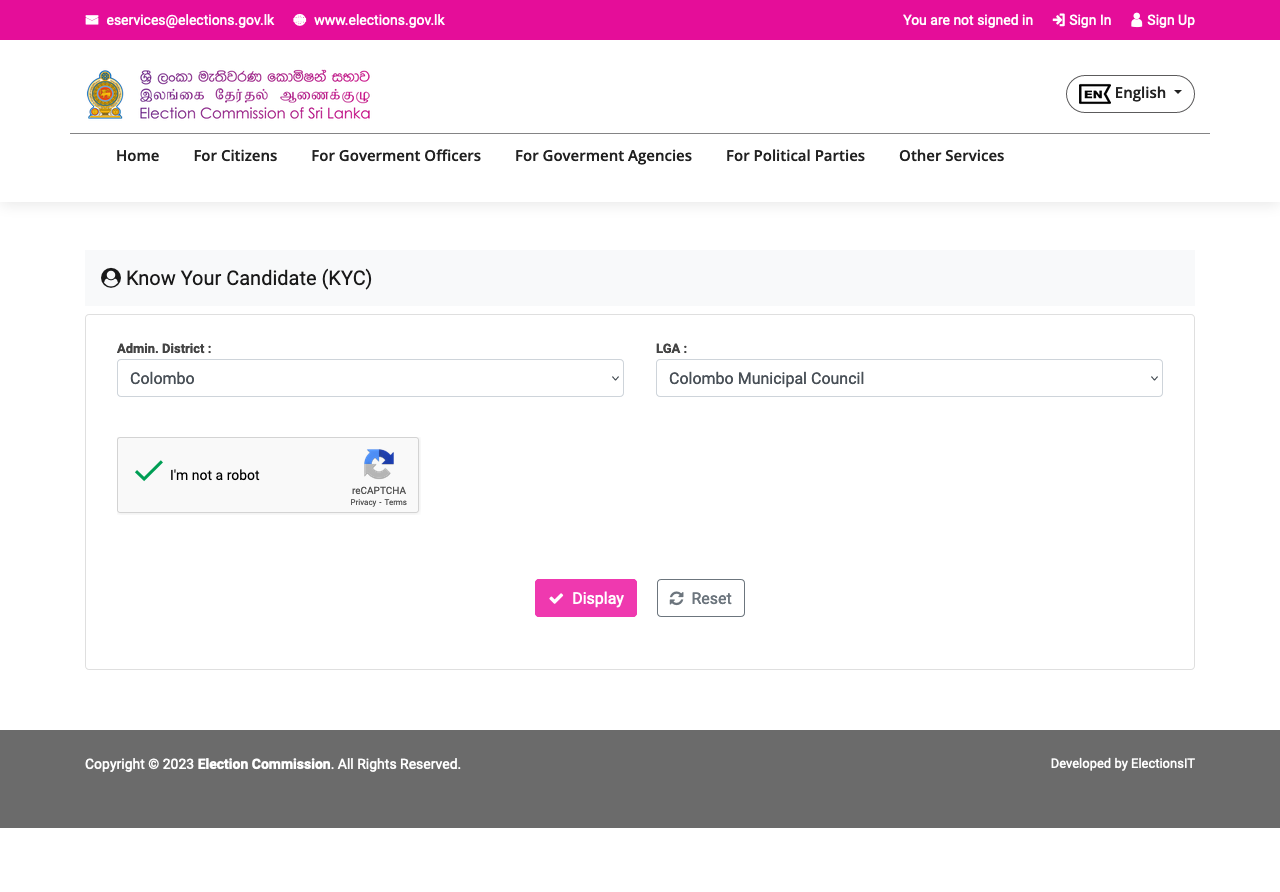 eservices@elections.gov.lk www.elections.gov.lk You are not signed in Sign In Sign Up
ශ්‍රී ලංකා මැතිවරණ කොමිෂන් සභාව
இலங்கை தேர்தல் ஆணைக்குழு
Election Commission of Sri Lanka
EN English
Home For Citizens For Goverment Officers For Goverment Agencies For Political Parties Other Services
Know Your Candidate (KYC)
Admin. District : LGA :
Colombo Colombo Municipal Council
I'm not a robot
reCAPTCHA
Privacy - Terms
Display Reset
Copyright © 2023 Election Commission. All Rights Reserved. Developed by ElectionsIT